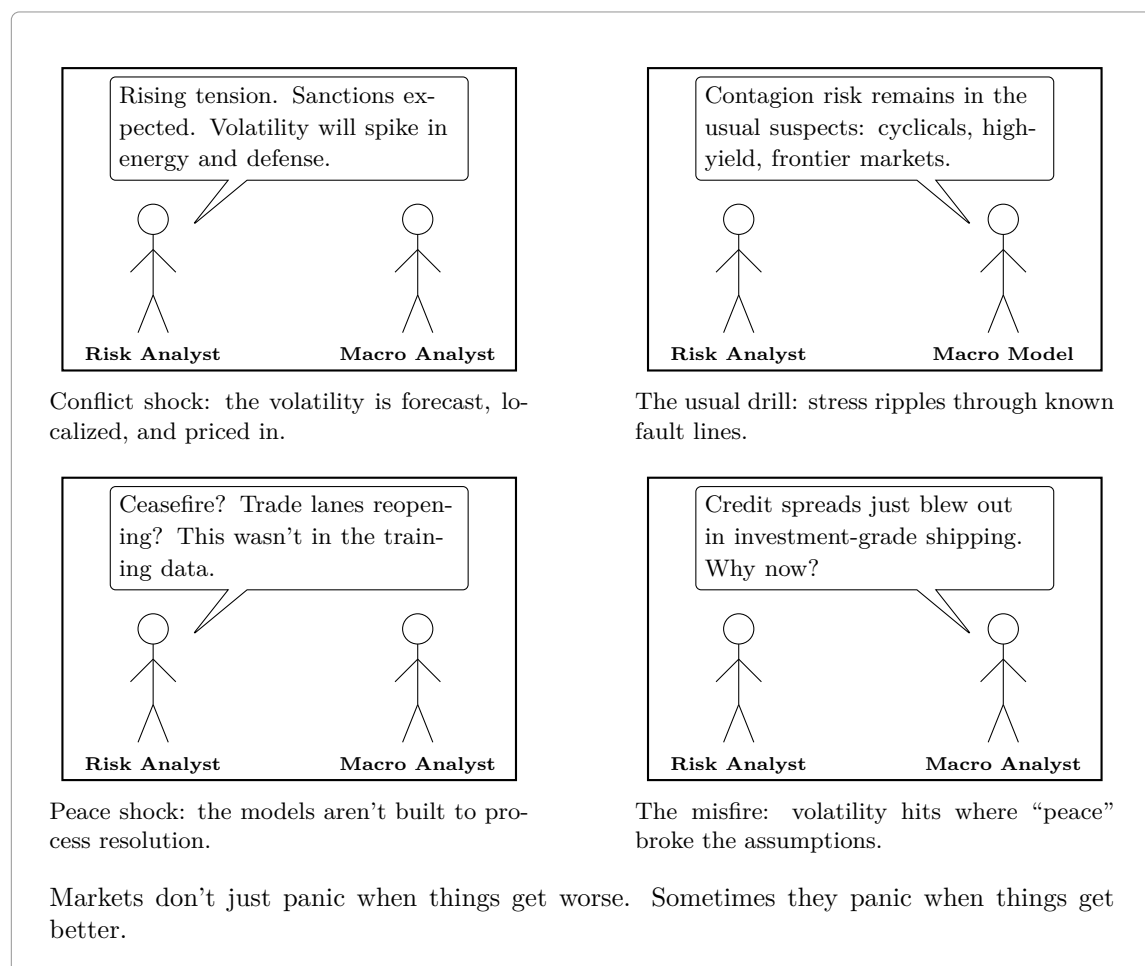 Rising tension. Sanctions ex-
pected. Volatility will spike in
energy and defense.
Risk Analyst
Macro Analyst
Conflict shock: the volatility is forecast, lo-
calized, and priced in.
Contagion risk remains in the
usual suspects: cyclicals, high-
yield, frontier markets.
Risk Analyst
Macro Model
The usual drill: stress ripples through known
fault lines.
Ceasefire? Trade lanes reopen-
ing? This wasn't in the train-
ing data.
Risk Analyst
Macro Analyst
Peace shock: the models aren't built to pro-
cess resolution.
Credit spreads just blew out
in investment-grade shipping.
Why now?
Risk Analyst
Macro Analyst
The misfire: volatility hits where “peace”
broke the assumptions.
Markets don't just panic when things get worse. Sometimes they panic when things get
better.